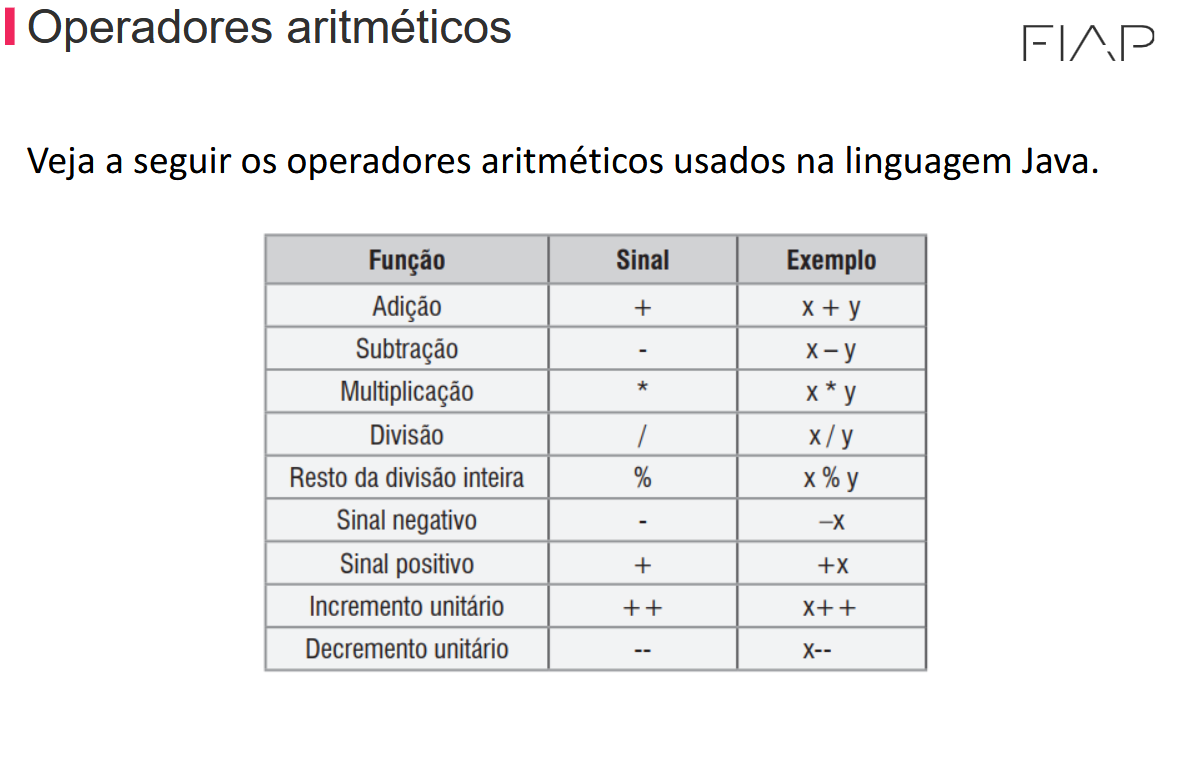 Operadores aritméticos
FIAP
Veja a seguir os operadores aritméticos usados na linguagem Java.
Função Sinal Exemplo
Adição + x + y
Subtração - x – y
Multiplicação * x * y
Divisão / x / y
Resto da divisão inteira % x % y
Sinal negativo - –x
Sinal positivo + +x
Incremento unitário ++ x++
Decremento unitário -- x--